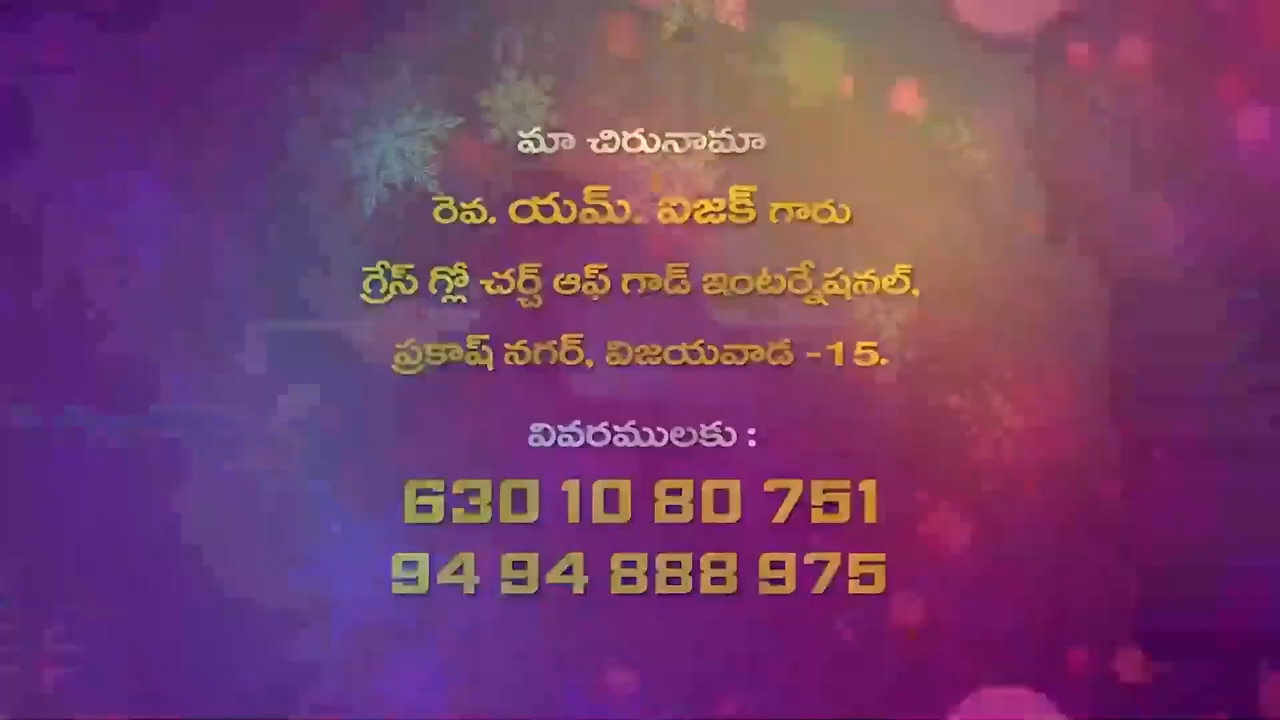 మా చిరునామా
రెవ. యమ్. ఐజక్ గారు
గ్రేస్ గ్లో చర్చ్ ఆఫ్ గాడ్ ఇంటర్నేషనల్,
ప్రకాష్ నగర్, విజయవాడ -15.
వివరములకు :
630 10 80 751
94 94 888 975